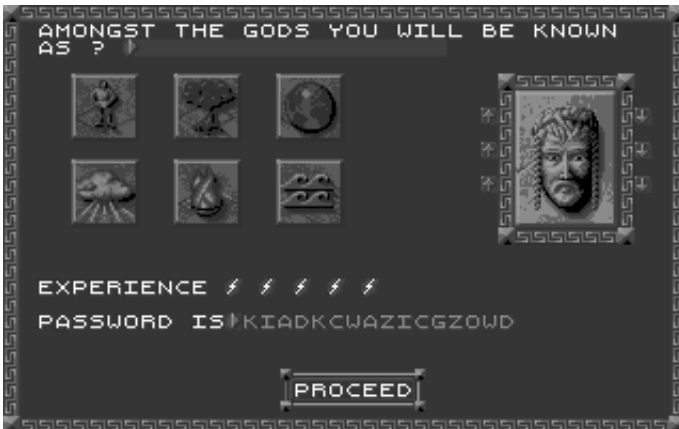 AMONGST THE GODS YOU WILL BE KNOWN
AS ?
EXPERIENCE
PASSWORD IS KIADKCWAZICGZOWD
PROCEED